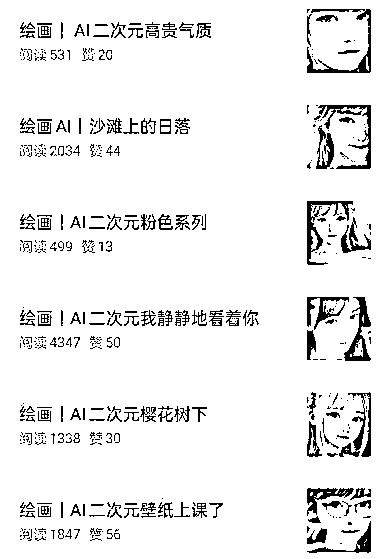 绘画丨 AI二次元高贵气质
阅读 531 赞 20
绘画 AI丨沙滩上的日落
阅读 2034 赞 44
绘画丨AI二次元粉色系列
阅读 499 赞 13
绘画丨AI二次元我静静地看着你
阅读 4347 赞 50
绘画丨AI二次元樱花树下
阅读 1338 赞 30
绘画丨AI二次元壁纸上课了
阅读 1847 赞 56